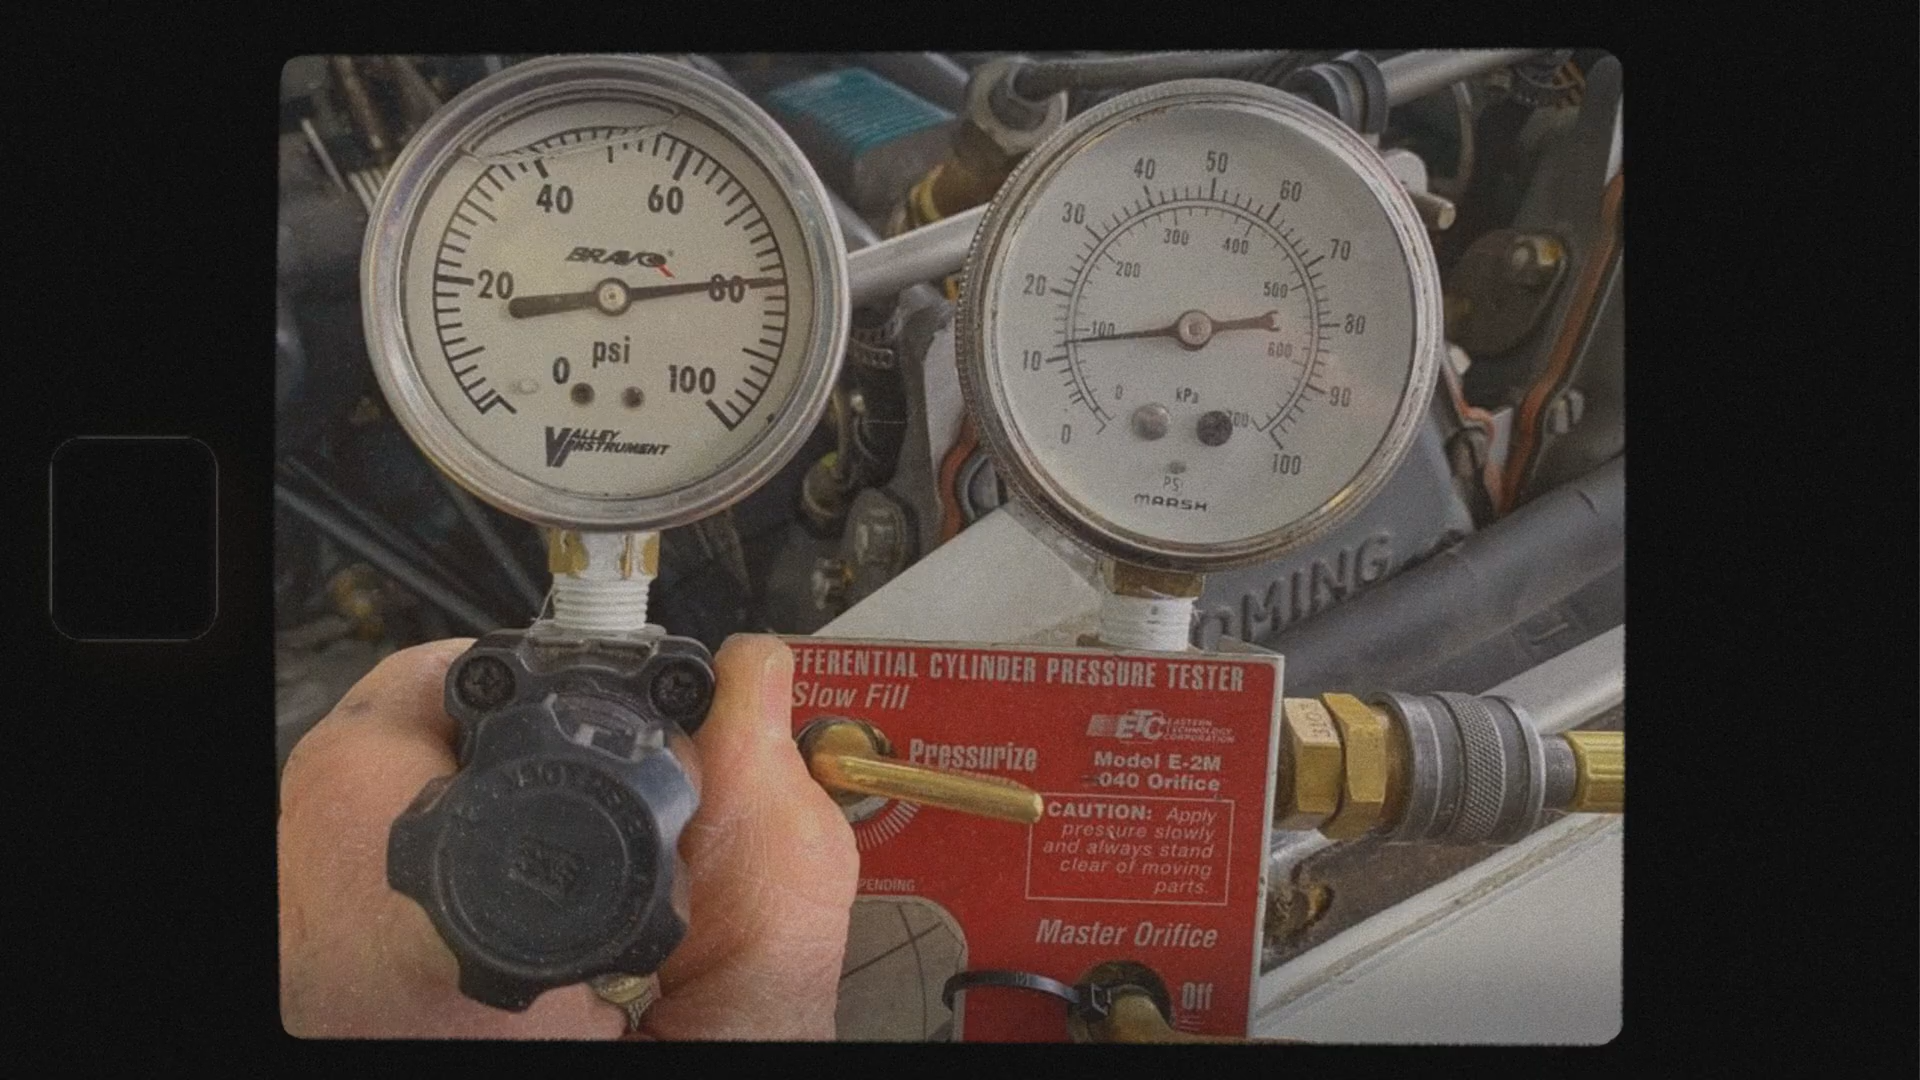 40
60
BRAVO
20
80
psi
0
100
VALLEY
INSTRUMENT
50
40
60
30
70
300
400
200
20
500
100
80
600
10
0
kPa
700
90
0
100
PSI
MARSH
OMING
FFERENTIAL CYLINDER PRESSURE TESTER
Slow Fill
Pressurize
ETC EASTERN
TECHNOLOGY
CORPORATION
Model E-2M
.040 Orifice
CAUTION: Apply
pressure slowly
and always stand
clear of moving
parts.
PENDING
Master Orifice
Off